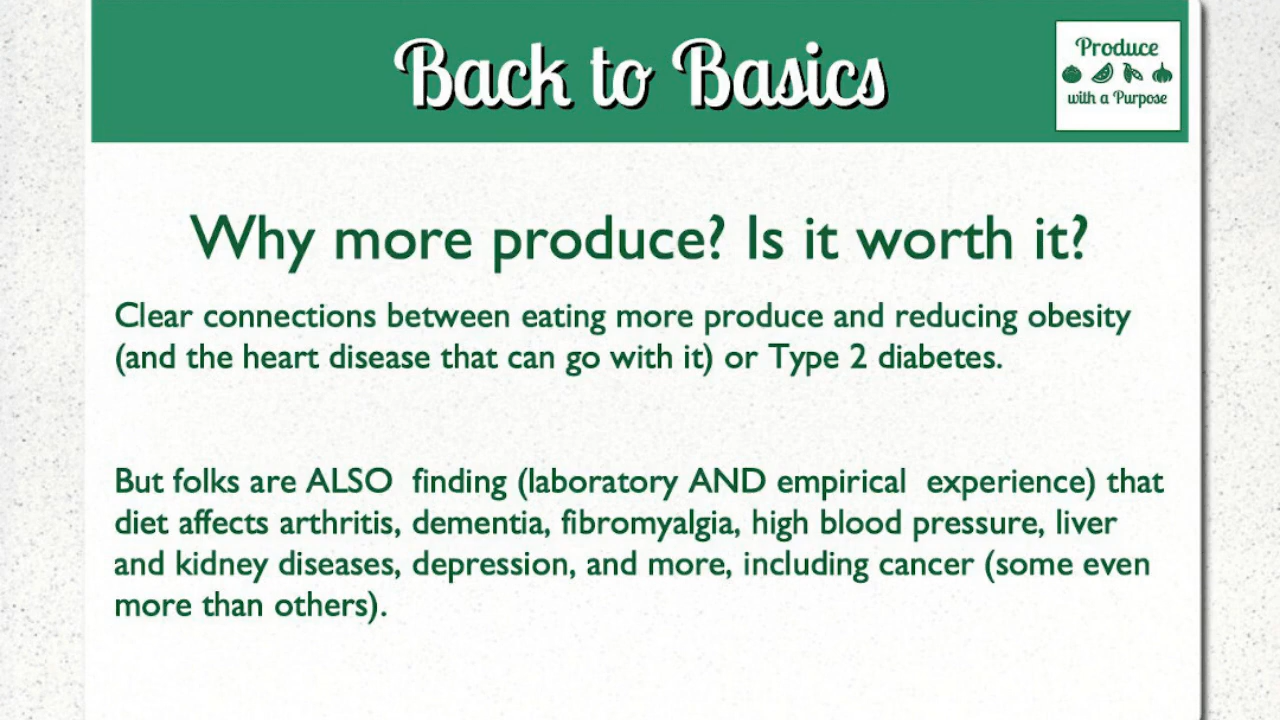 Back to Basics
Produce
with a Purpose
Why more produce? Is it worth it?
Clear connections between eating more produce and reducing obesity
(and the heart disease that can go with it) or Type 2 diabetes.
But folks are ALSO  finding (laboratory AND empirical  experience) that
diet affects arthritis, dementia, fibromyalgia, high blood pressure, liver
and kidney diseases, depression, and more, including cancer (some even
more than others).